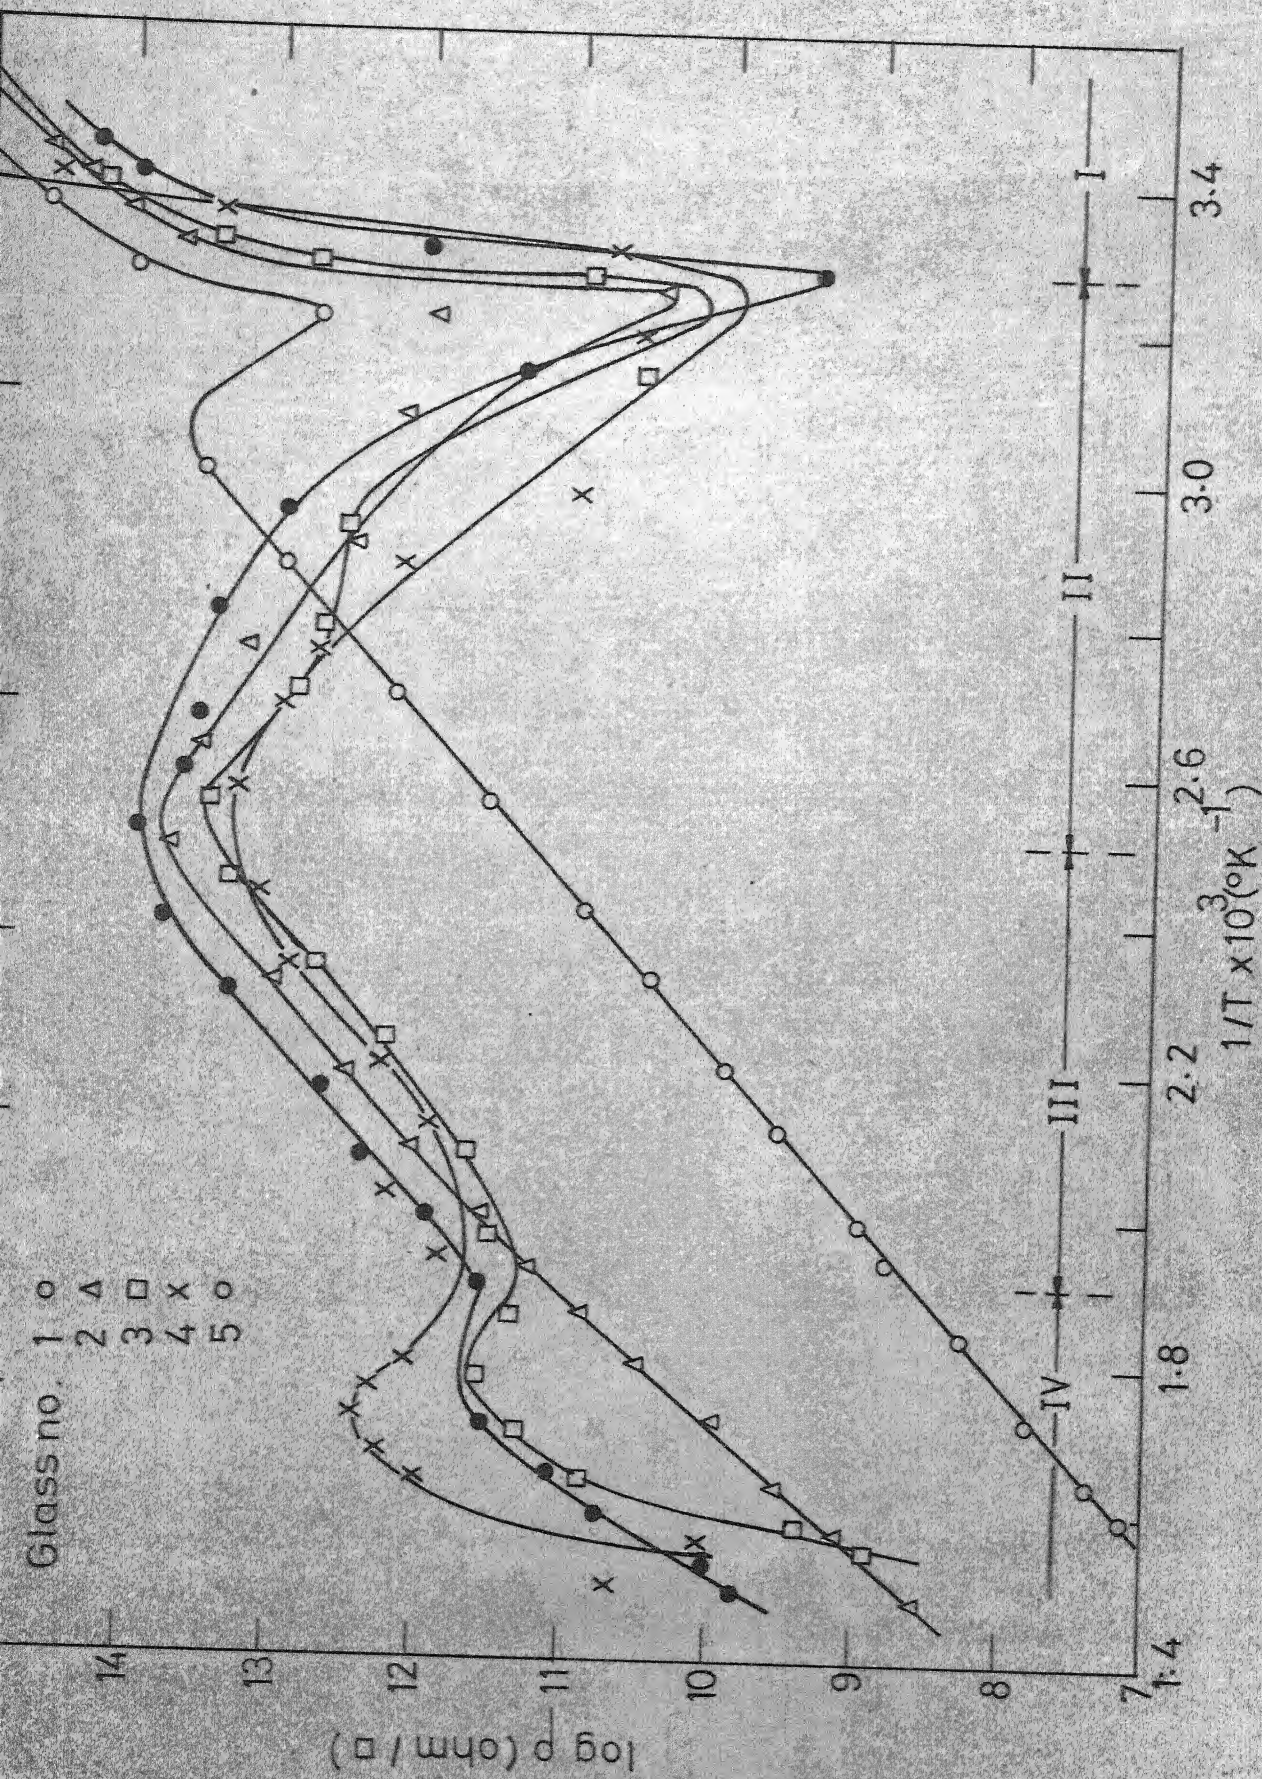 Glass no. 1 o
2 △
3 □
4 x
5 o
14
13
12
11
10
9
8
7
log ρ (ohm/□)
1.4
1.8
2.2
2.6
3.0
3.4
IV
III
II
I
1/T x 10³ (°K⁻¹)